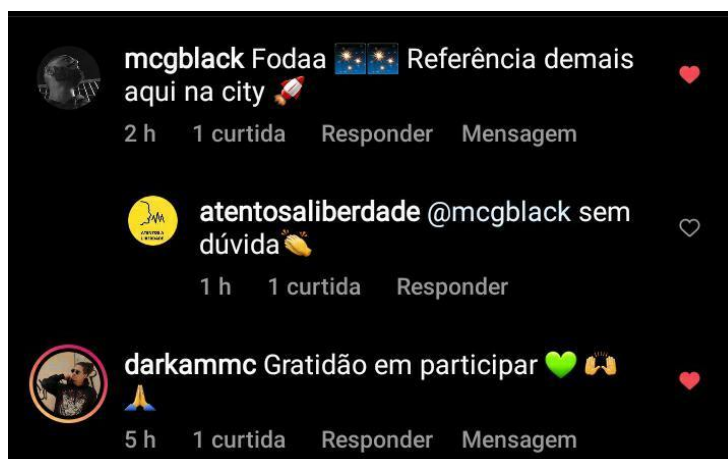 mcgblack Fodaa 🎇🎇 Referência demais
aqui na city 🚀
2 h 1 curtida Responder Mensagem
atentosaliberdade @mcgblack sem
dúvida👏
1 h 1 curtida Responder
darkammc Gratidão em participar 💚 🙌
🙏
5 h 1 curtida Responder Mensagem